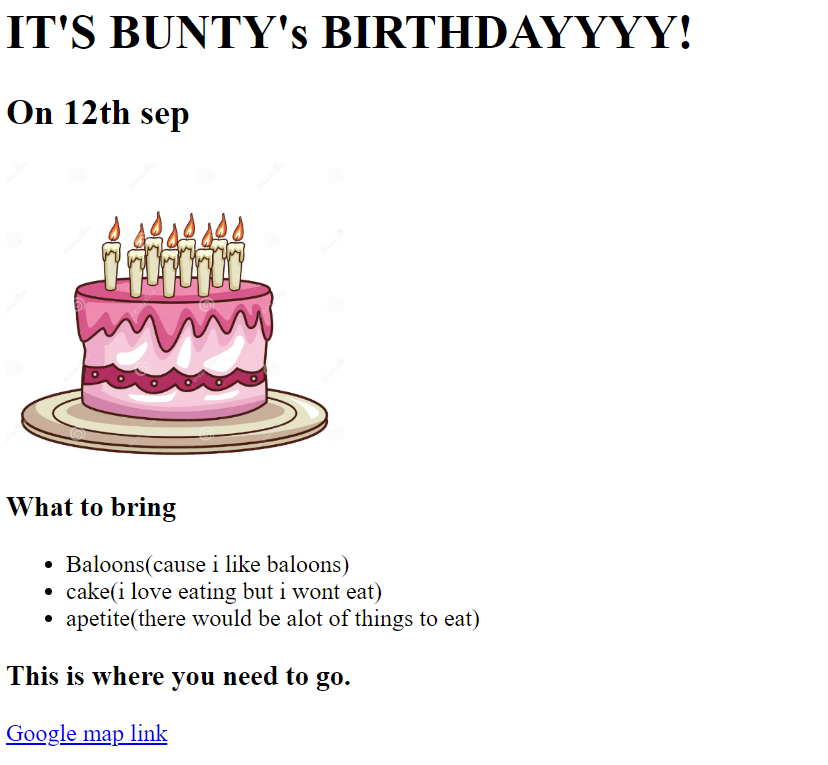 IT'S BUNTY's BIRTHDAYYYY!
On 12th sep
What to bring
Baloons(cause i like baloons)
cake(i love eating but i wont eat)
apetite(there would be alot of things to eat)
This is where you need to go.
Google map link